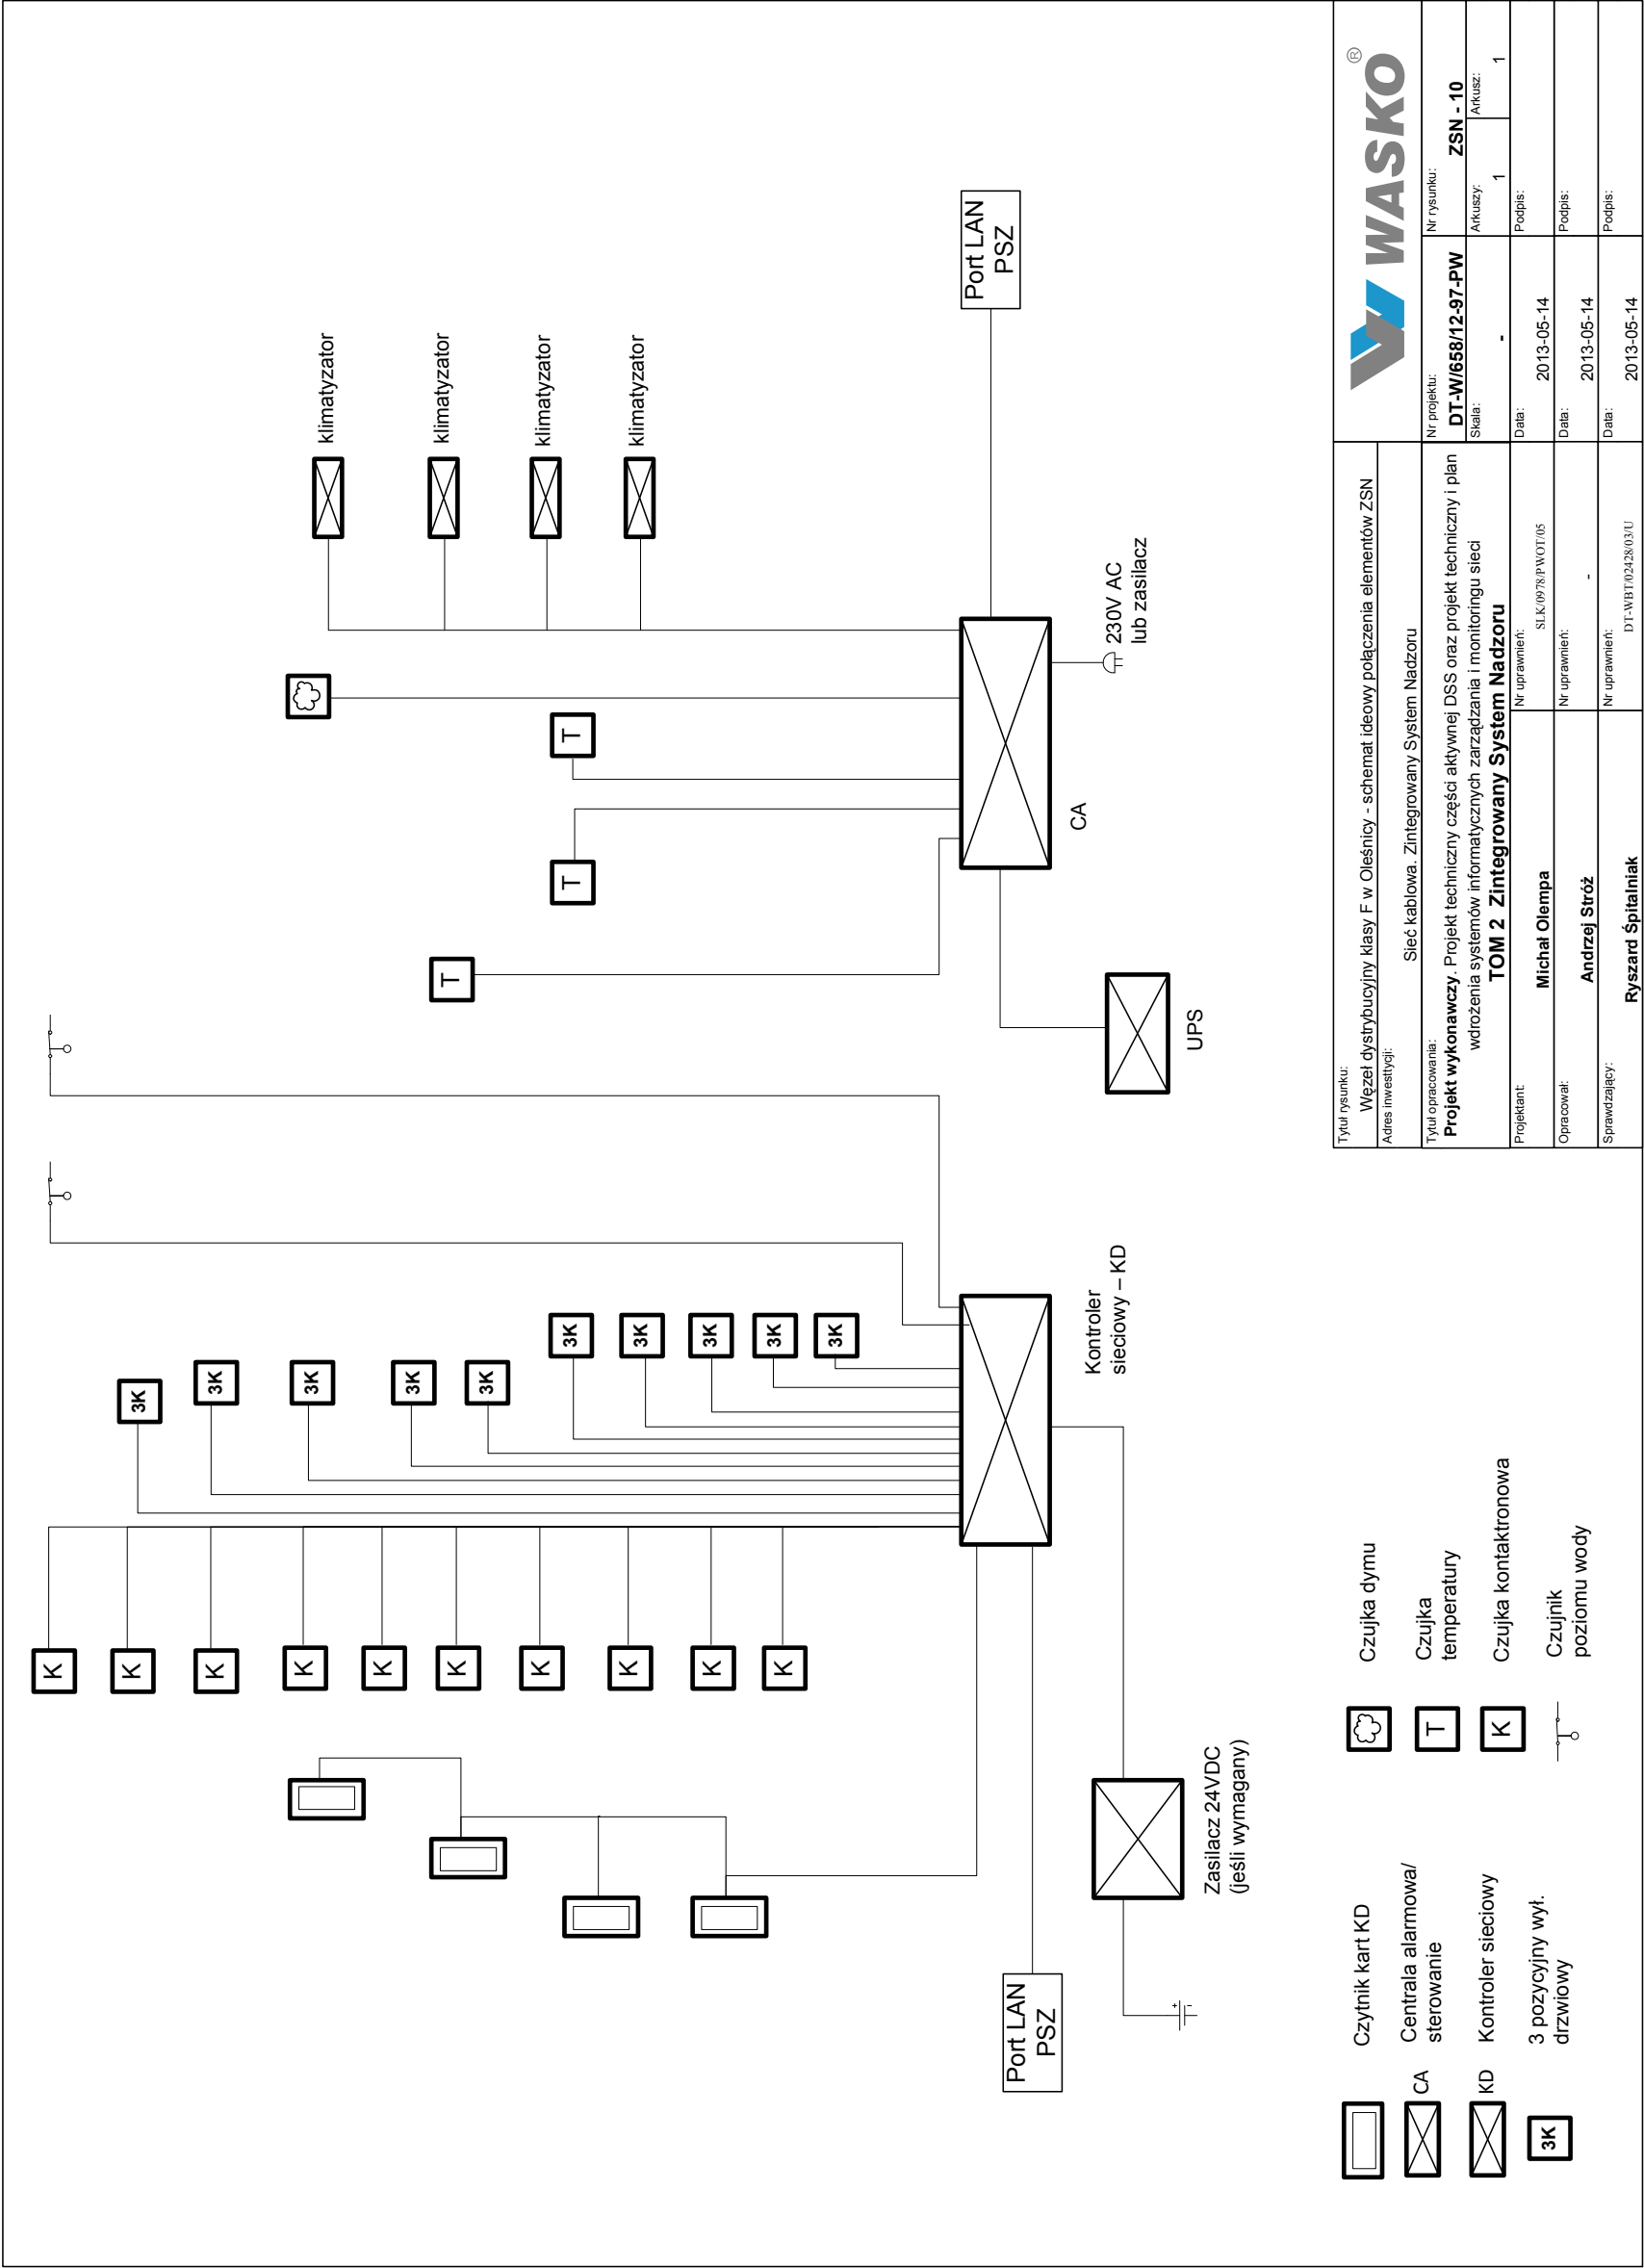 K
K
K
K
K
K
K
K
K
K
3K
3K
3K
3K
3K
3K
3K
3K
3K
3K
T
T
T
klimatyzator
klimatyzator
klimatyzator
klimatyzator
Port LAN
PSZ
Port LAN
PSZ
+
-
Zasilacz 24VDC
(jeśli wymagany)
Kontroler
sieciowy – KD
UPS
CA
230V AC
lub zasilacz
Czytnik kart KD
CA
Centrala alarmowa/
sterowanie
KD
Kontroler sieciowy
3K
3 pozycyjny wył.
drzwiowy
Czujka dymu
T
Czujka
temperatury
K
Czujka kontaktronowa
Czujnik
poziomu wody
Tytuł rysunku:
Węzeł dystrybucyjny klasy F w Oleśnicy - schemat ideowy połączenia elementów ZSN
Adres inwestycji:
Sieć kablowa. Zintegrowany System Nadzoru
WASKO ®
Tytuł opracowania:
Projekt wykonawczy. Projekt techniczny części aktywnej DSS oraz projekt techniczny i plan
wdrożenia systemów informatycznych zarządzania i monitoringu sieci
TOM 2 Zintegrowany System Nadzoru
Nr projektu:
DT-W/658/12-97-PW
Nr rysunku:
ZSN - 10
Skala:
-
Arkuszy:
1
Arkusz:
1
Projektant:
Michał Olempa
Nr uprawnień:
SLK/0978/PWOT/05
Data:
2013-05-14
Podpis:
Opracował:
Andrzej Stróż
Nr uprawnień:
-
Data:
2013-05-14
Podpis:
Sprawdzający:
Ryszard Śpitalniak
Nr uprawnień:
DT-WBT/02428/03/U
Data:
2013-05-14
Podpis: